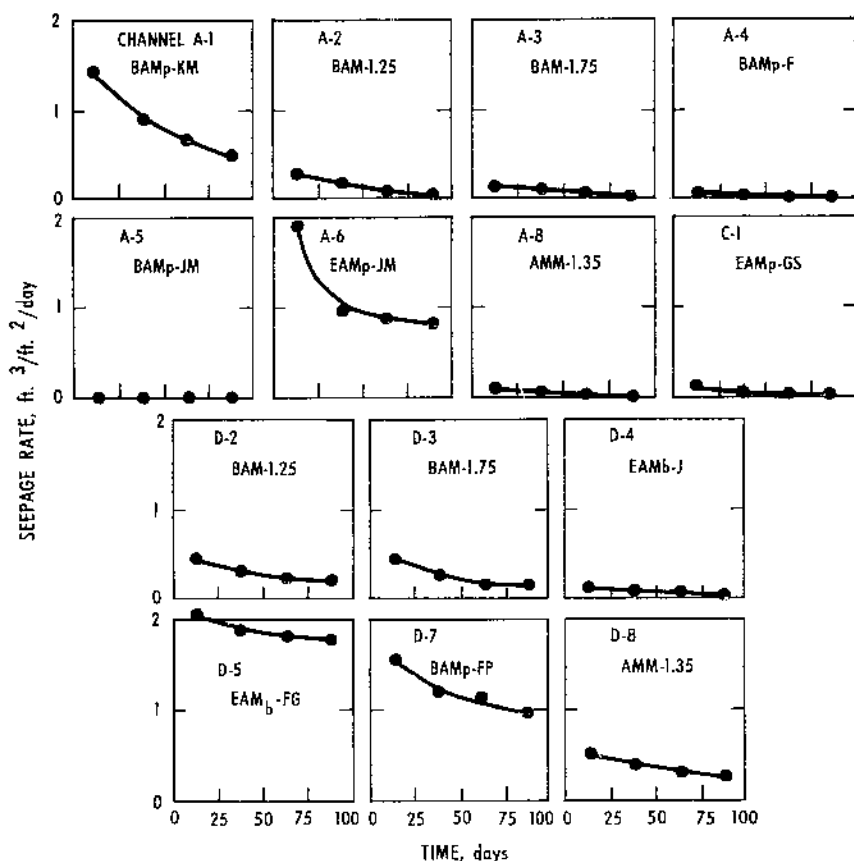 CHANNEL A-1
BAMp-KM
A-2
BAM-1.25
A-3
BAM-1.75
A-4
BAMp-F
2
1
0
A-5
BAMp-JM
A-6
EAMp-JM
A-8
AMM-1.35
C-1
EAMp-GS
2
1
0
SEEPAGE RATE, ft. 3/ft. 2/day
D-2
BAM-1.25
D-3
BAM-1.75
D-4
EAMb-J
2
1
0
D-5
EAMb-FG
D-7
BAMp-FP
D-8
AMM-1.35
2
1
0
0 25 50 75 100
0 25 50 75 100
0 25 50 75 100
TIME, days